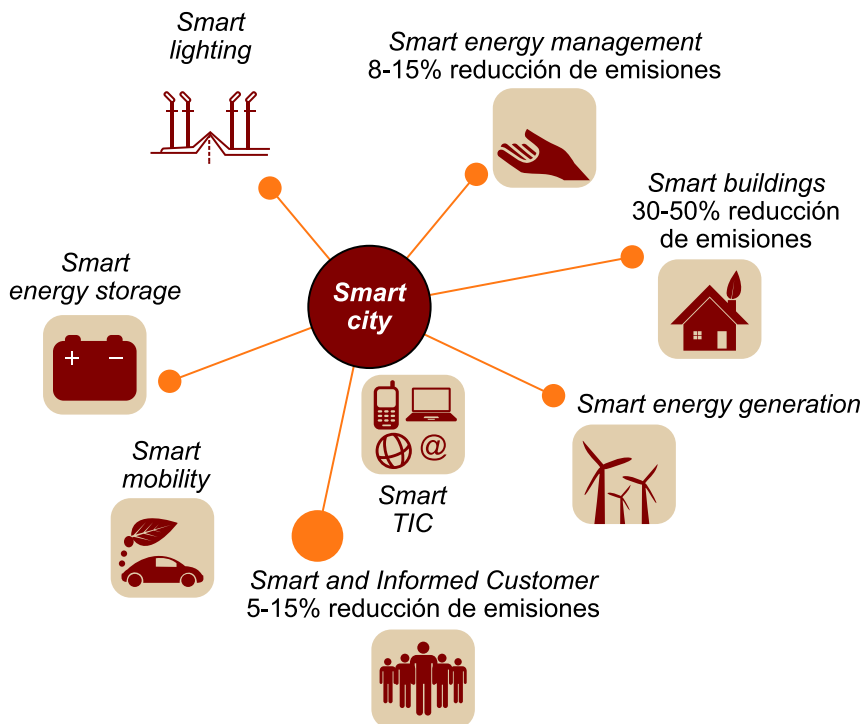 Smart
lighting
Smart energy management
8-15% reducción de emisiones
Smart buildings
30-50% reducción
de emisiones
Smart
energy storage
+ −
Smart
city
Smart energy generation
@
Smart
mobility
Smart
TIC
Smart and Informed Customer
5-15% reducción de emisiones